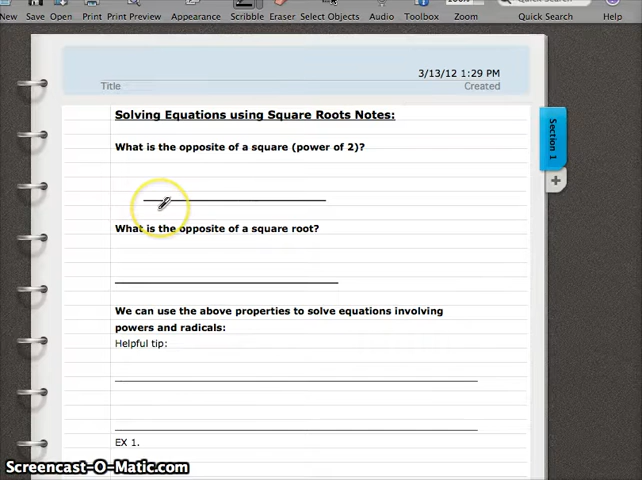 New Save Open Print Print Preview Appearance Scribble Eraser Select Objects Audio Toolbox Zoom Quick Search Help
3/13/12 1:29 PM
Title Created
Solving Equations using Square Roots Notes:
What is the opposite of a square (power of 2)?
Section 1
What is the opposite of a square root?
We can use the above properties to solve equations involving
powers and radicals:
Helpful tip:
EX 1.
Screencast-O-Matic.com